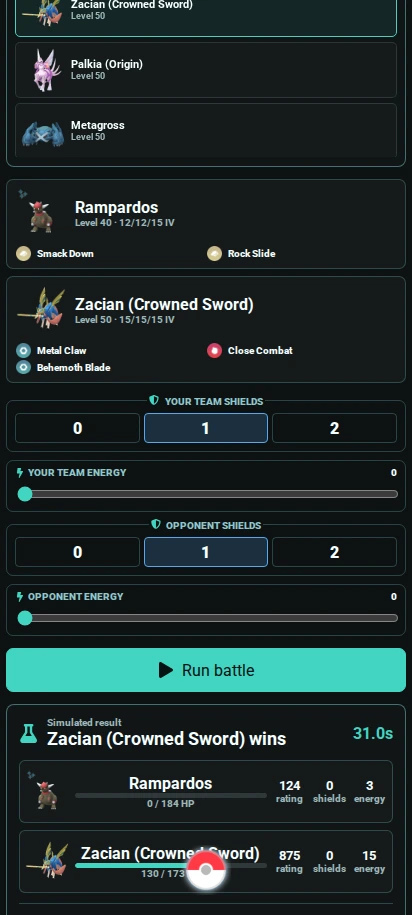 Zacian (Crowned Sword)
Level 50
Palkia (Origin)
Level 50
Metagross
Level 50
Rampardos
Level 40 · 12/12/15 IV
Smack Down
Rock Slide
Zacian (Crowned Sword)
Level 50 · 15/15/15 IV
Metal Claw
Close Combat
Behemoth Blade
YOUR TEAM SHIELDS
0 1 2
YOUR TEAM ENERGY 0
OPPONENT SHIELDS
0 1 2
OPPONENT ENERGY 0
Run battle
Simulated result
Zacian (Crowned Sword) wins
31.0s
Rampardos
0 / 184 HP
124 0 3
rating shields energy
Zacian (Crowned Sword)
130 / 173
875 0 15
rating shields energy